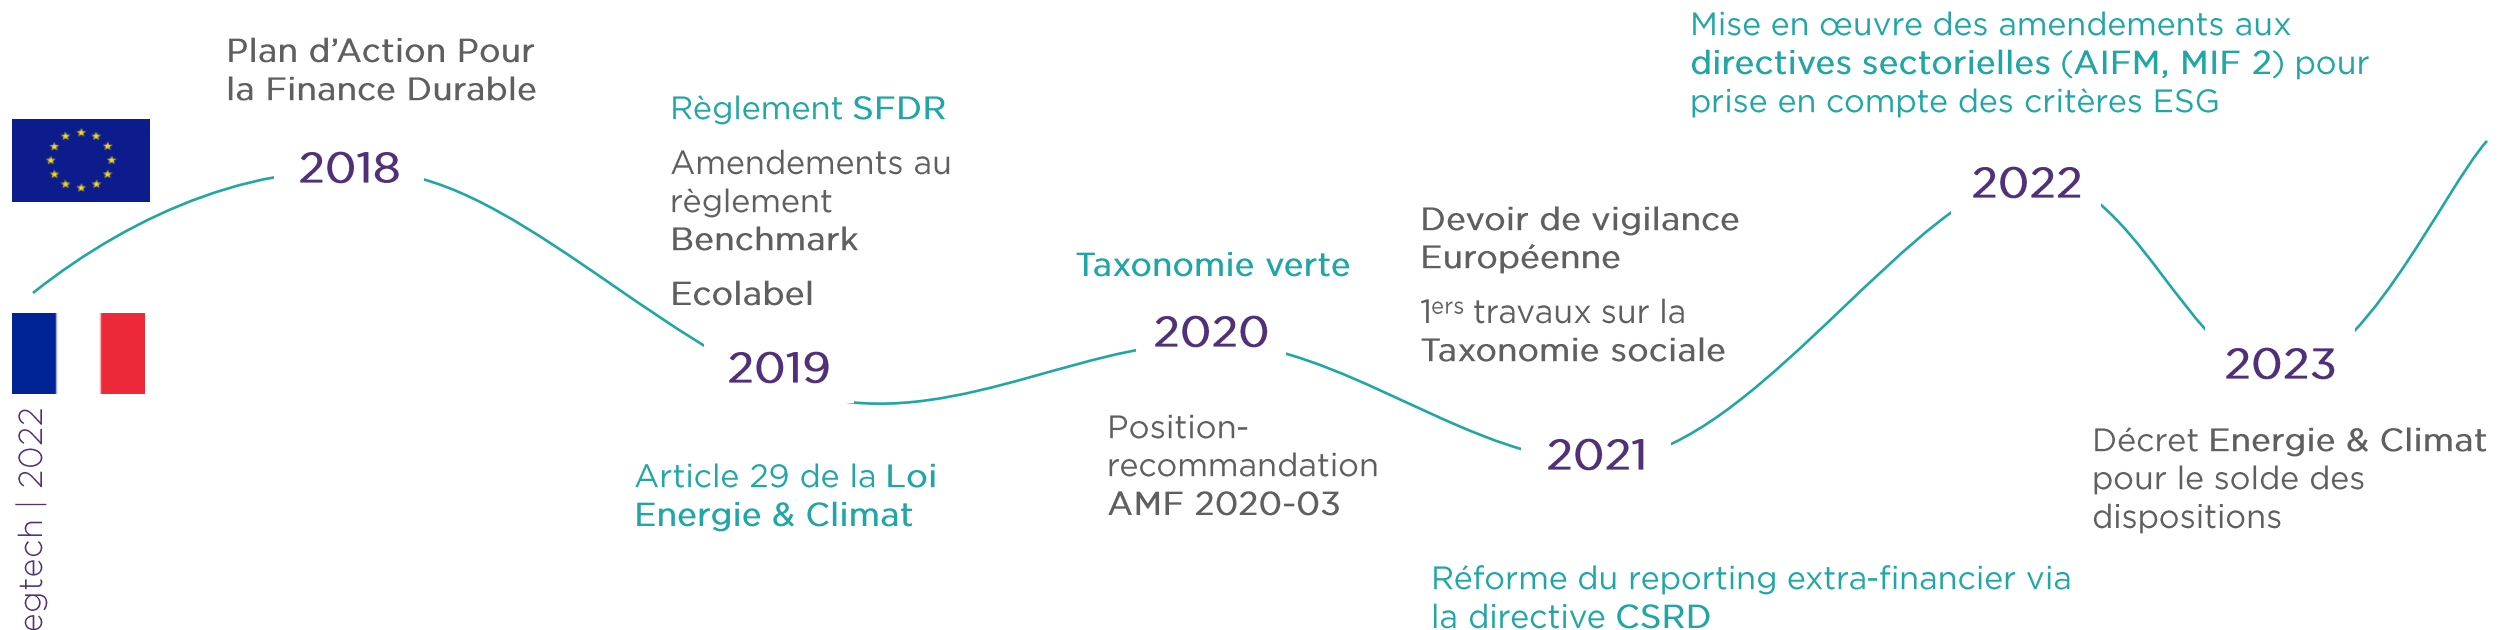 Plan d’Action Pour
la Finance Durable
2018
Règlement SFDR
Amendements au
règlement
Benchmark
Ecolabel
2019
Article 29 de la Loi
Energie & Climat
Taxonomie verte
2020
Position-
recommandation
AMF 2020-03
Devoir de vigilance
Européenne
1ers travaux sur la
Taxonomie sociale
2021
Réforme du reporting extra-financier via
la directive CSRD
Mise en œuvre des amendements aux
directives sectorielles (AIFM, MIF 2) pour
prise en compte des critères ESG
2022
2023
Décret Energie & Climat
pour le solde des
dispositions
eqtech | 2022